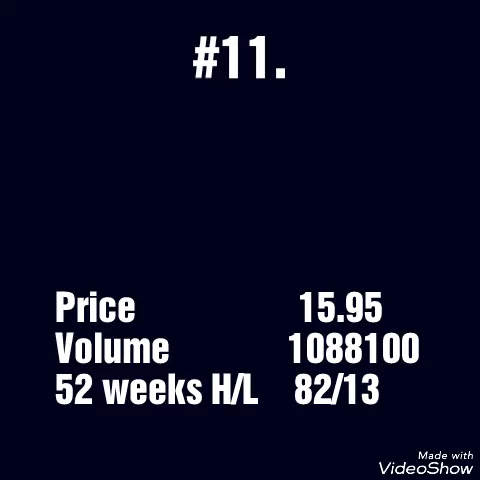 #11.
Price 15.95
Volume 1088100
52 weeks H/L 82/13
Made with
VideoShow